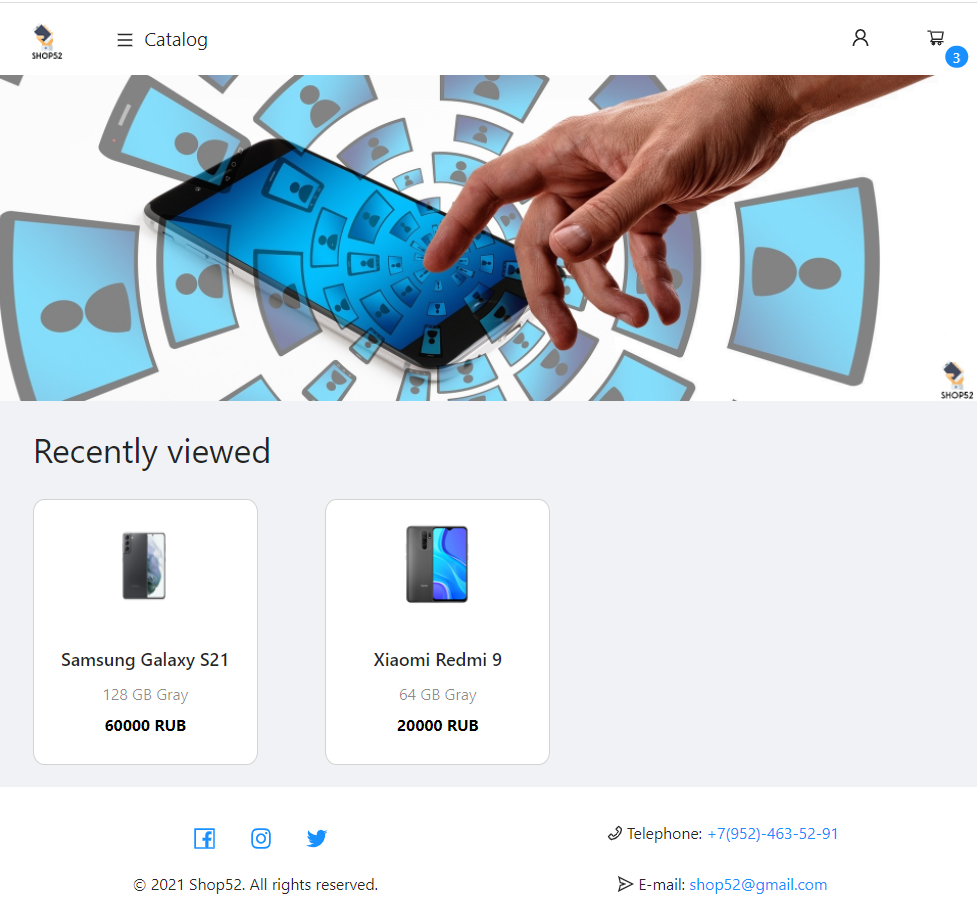 SHOP52
Catalog
3
SHOP52
Recently viewed
Samsung Galaxy S21
128 GB Gray
60000 RUB
Xiaomi Redmi 9
64 GB Gray
20000 RUB
Telephone: +7(952)-463-52-91
© 2021 Shop52. All rights reserved.
E-mail: shop52@gmail.com